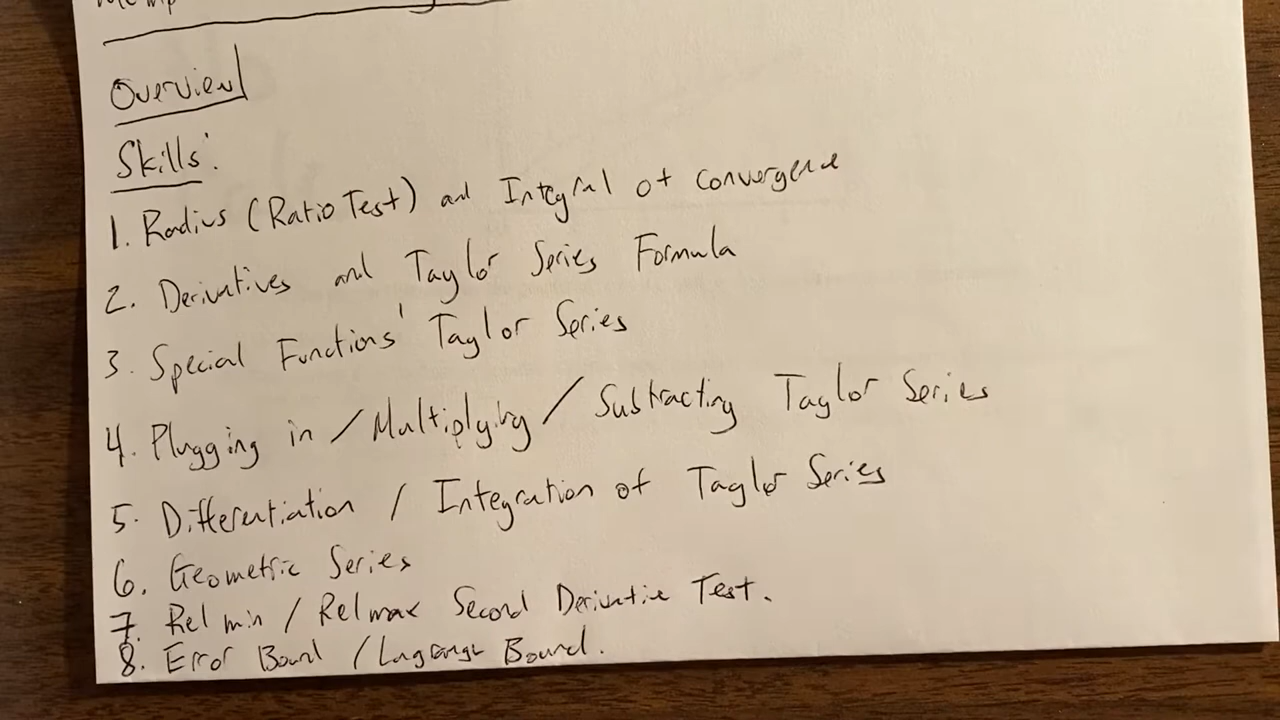 Overview
Skills:
1. Radius (Ratio Test) and Integral of Convergence
2. Derivatives and Taylor Series Formula
3. Special Functions' Taylor Series
4. Plugging in / Multiplying / Subtracting Taylor Series
5. Differentiation / Integration of Taylor Series
6. Geometric Series
7. Rel min / Rel max Second Derivative Test.
8. Error Bound / Lagrange Bound.